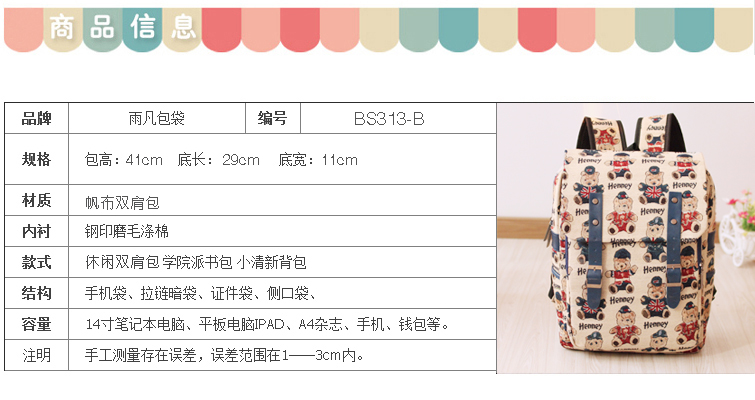 商品信息
品牌 雨凡包袋 编号 BS313-B
规格 包高：41cm 底长：29cm 底宽：11cm
材质 帆布双肩包
内衬 钢印磨毛涤棉
款式 休闲双肩包 学院派书包 小清新背包
结构 手机袋、拉链暗袋、证件袋、侧口袋、
容量 14寸笔记本电脑、平板电脑IPAD、A4杂志、手机、钱包等。
注明 手工测量存在误差，误差范围在1——3cm内。
Henney Henney Henney
Henney Henney
Henney
Henney